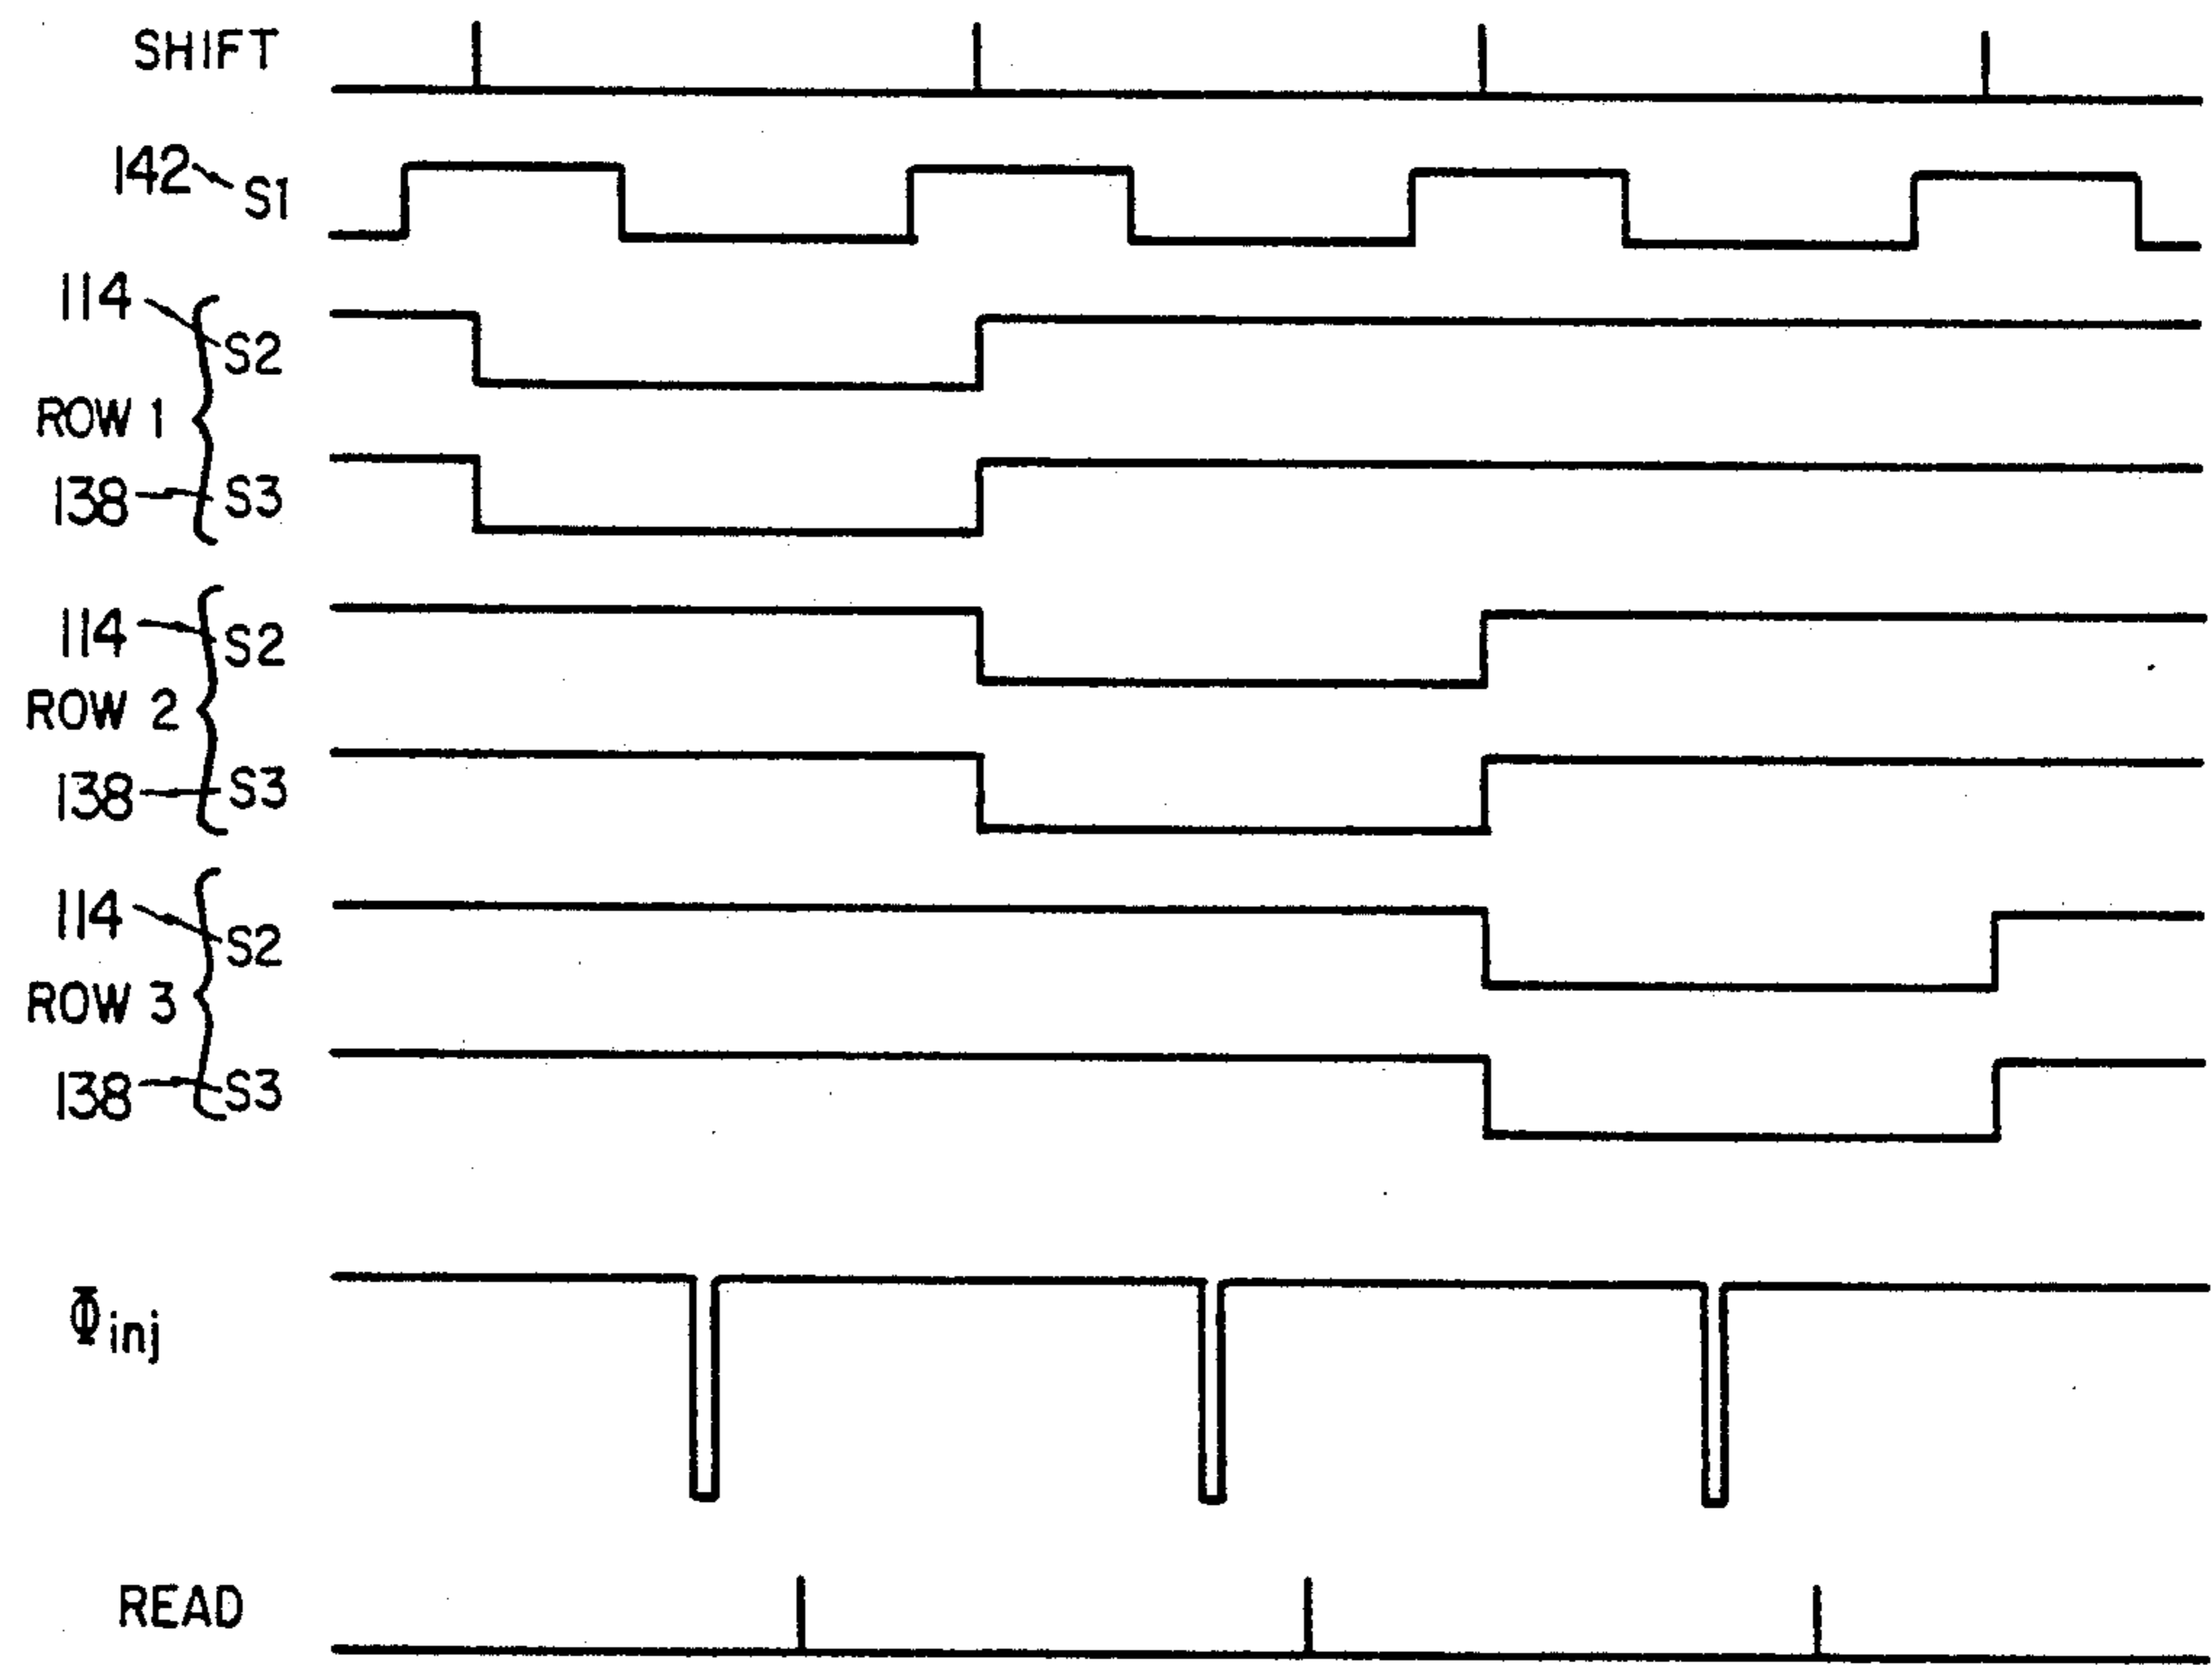 SHIFT
142 S1
114 S2
ROW 1
138 S3
114 S2
ROW 2
138 S3
114 S2
ROW 3
138 S3
Φinj
READ